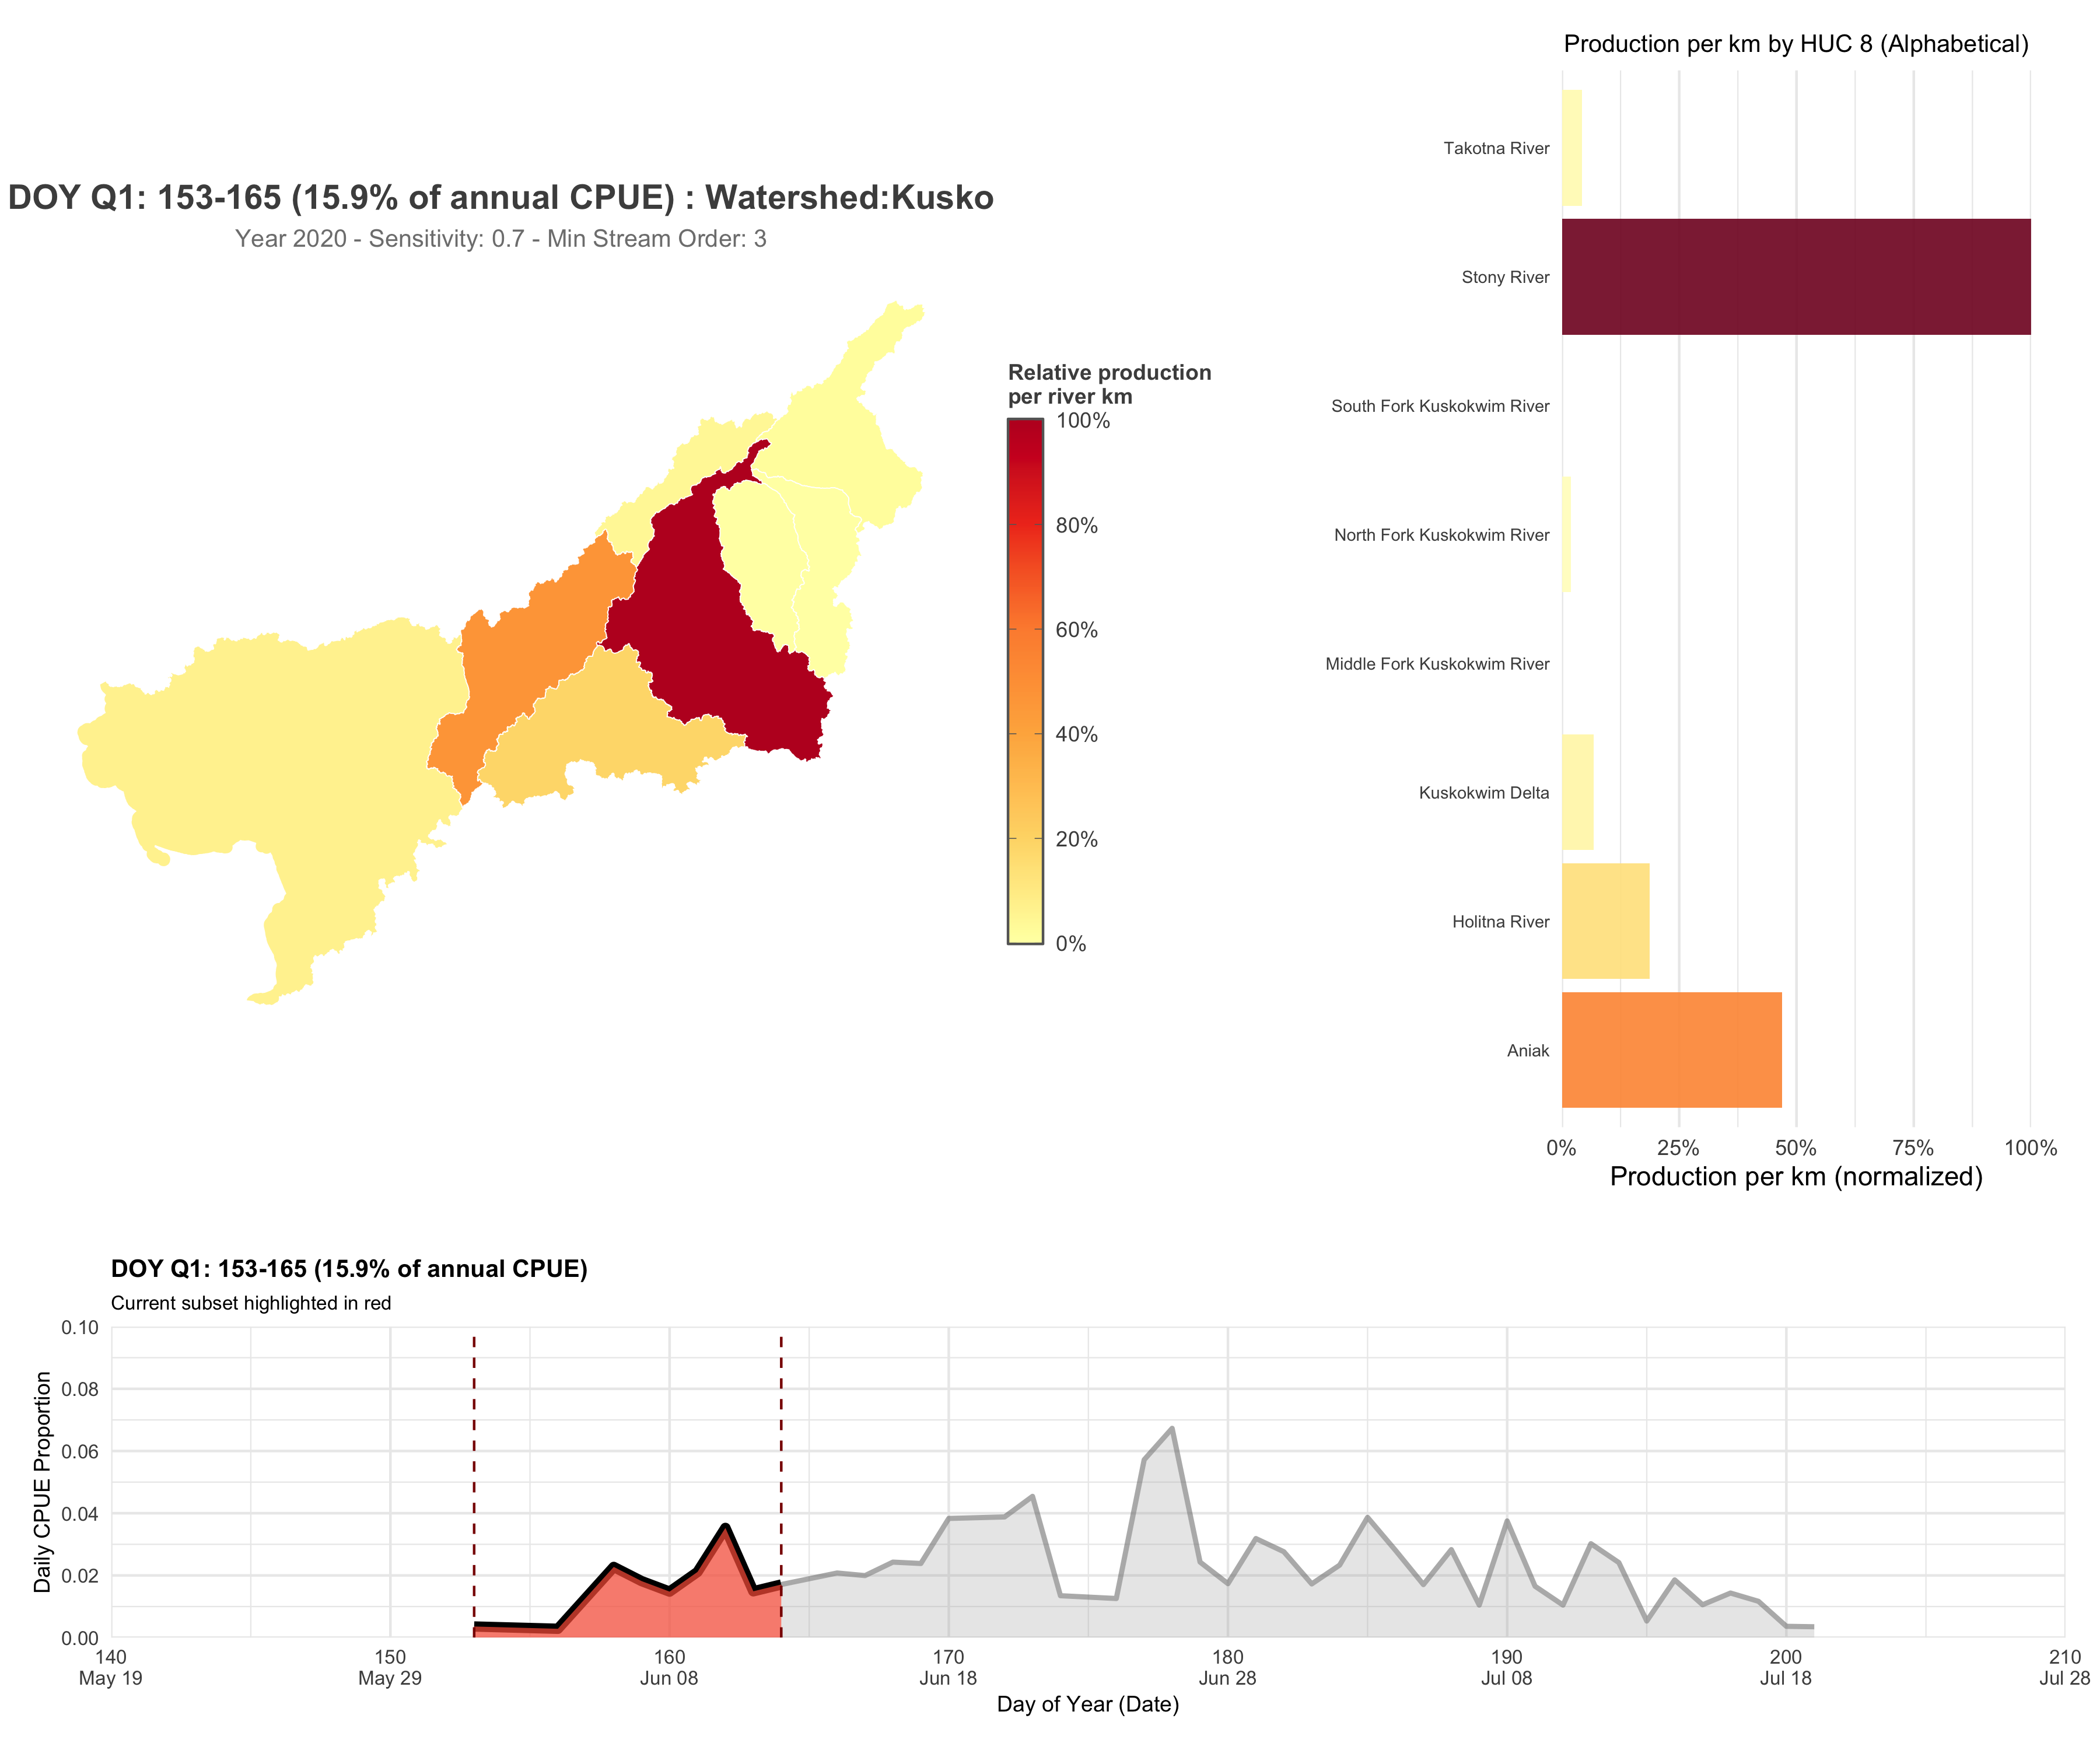 Production per km by HUC 8 (Alphabetical)
Takotna River
Stony River
South Fork Kuskokwim River
North Fork Kuskokwim River
Middle Fork Kuskokwim River
Kuskokwim Delta
Holitna River
Aniak
0% 25% 50% 75% 100%
Production per km (normalized)
DOY Q1: 153-165 (15.9% of annual CPUE) : Watershed:Kusko
Year 2020 - Sensitivity: 0.7 - Min Stream Order: 3
Relative production
per river km
100%
80%
60%
40%
20%
0%
DOY Q1: 153-165 (15.9% of annual CPUE)
Current subset highlighted in red
Daily CPUE Proportion
0.10
0.08
0.06
0.04
0.02
0.00
140 150 160 170 180 190 200 210
May 19 May 29 Jun 08 Jun 18 Jun 28 Jul 08 Jul 18 Jul 28
Day of Year (Date)